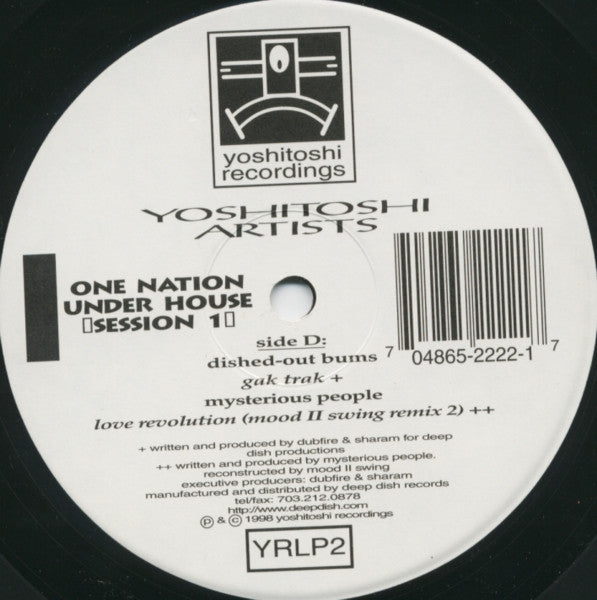 yoshitoshi
recordings
YOSHITOSHI
ARTISTS
ONE NATION
UNDER HOUSE
▯SESSION 1▯
side D:
dished-out bums
gak trak +
mysterious people
love revolution (mood II swing remix 2) ++
7 04865-2222-1 7
+ written and produced by dubfire & sharam for deep
dish productions
++ written and produced by mysterious people.
reconstructed by mood II swing
executive producers: dubfire & sharam
manufactured and distributed by deep dish records
tel/fax: 703.212.0878
http://www.deepdish.com
℗ & © 1998 yoshitoshi recordings
YRLP2